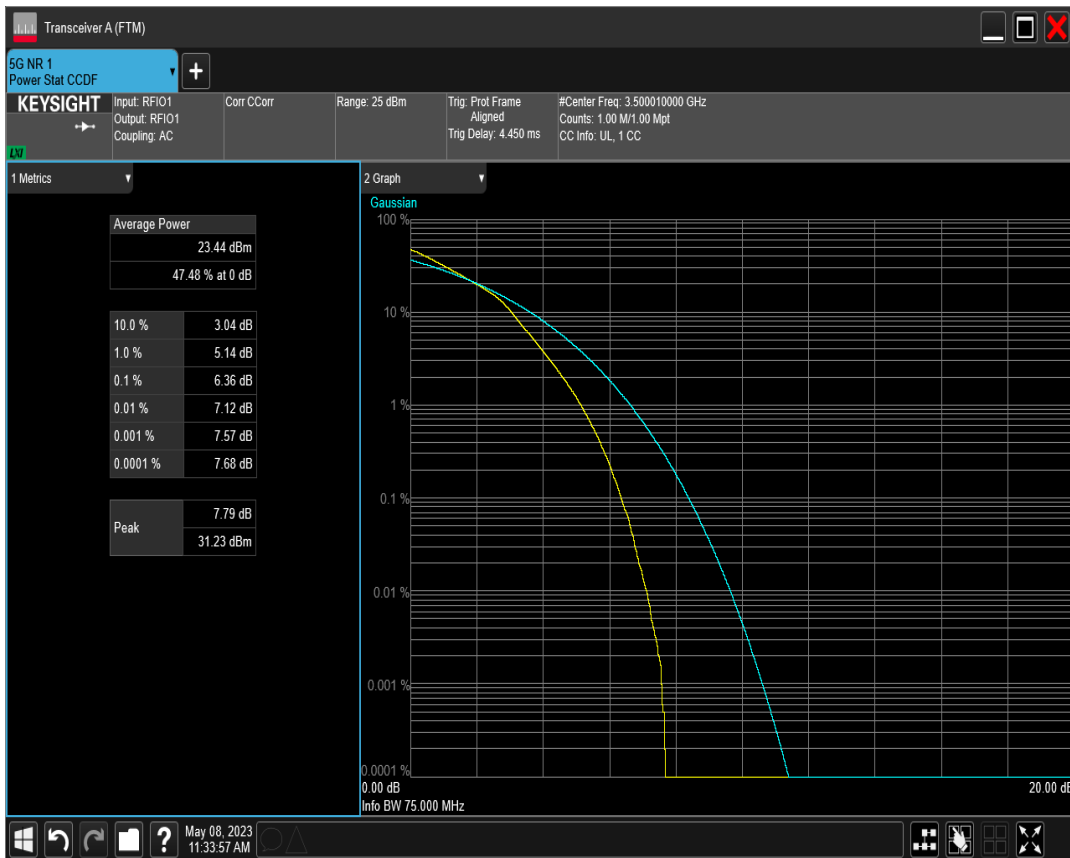 Transceiver A (FTM)
5G NR 1
Power Stat CCDF
+
KEYSIGHT
LXI
Input: RFIO1
Output: RFIO1
Coupling: AC
Corr CCorr
Range: 25 dBm
Trig: Prot Frame
Aligned
Trig Delay: 4.450 ms
#Center Freq: 3.500010000 GHz
Counts: 1.00 M/1.00 Mpt
CC Info: UL, 1 CC
1 Metrics
Average Power
23.44 dBm
47.48 % at 0 dB
10.0 % 3.04 dB
1.0 % 5.14 dB
0.1 % 6.36 dB
0.01 % 7.12 dB
0.001 % 7.57 dB
0.0001 % 7.68 dB
Peak
7.79 dB
31.23 dBm
2 Graph
Gaussian
100 %
10 %
1 %
0.1 %
0.01 %
0.001 %
0.0001 %
0.00 dB 20.00 dB
Info BW 75.000 MHz
?
May 08, 2023
11:33:57 AM